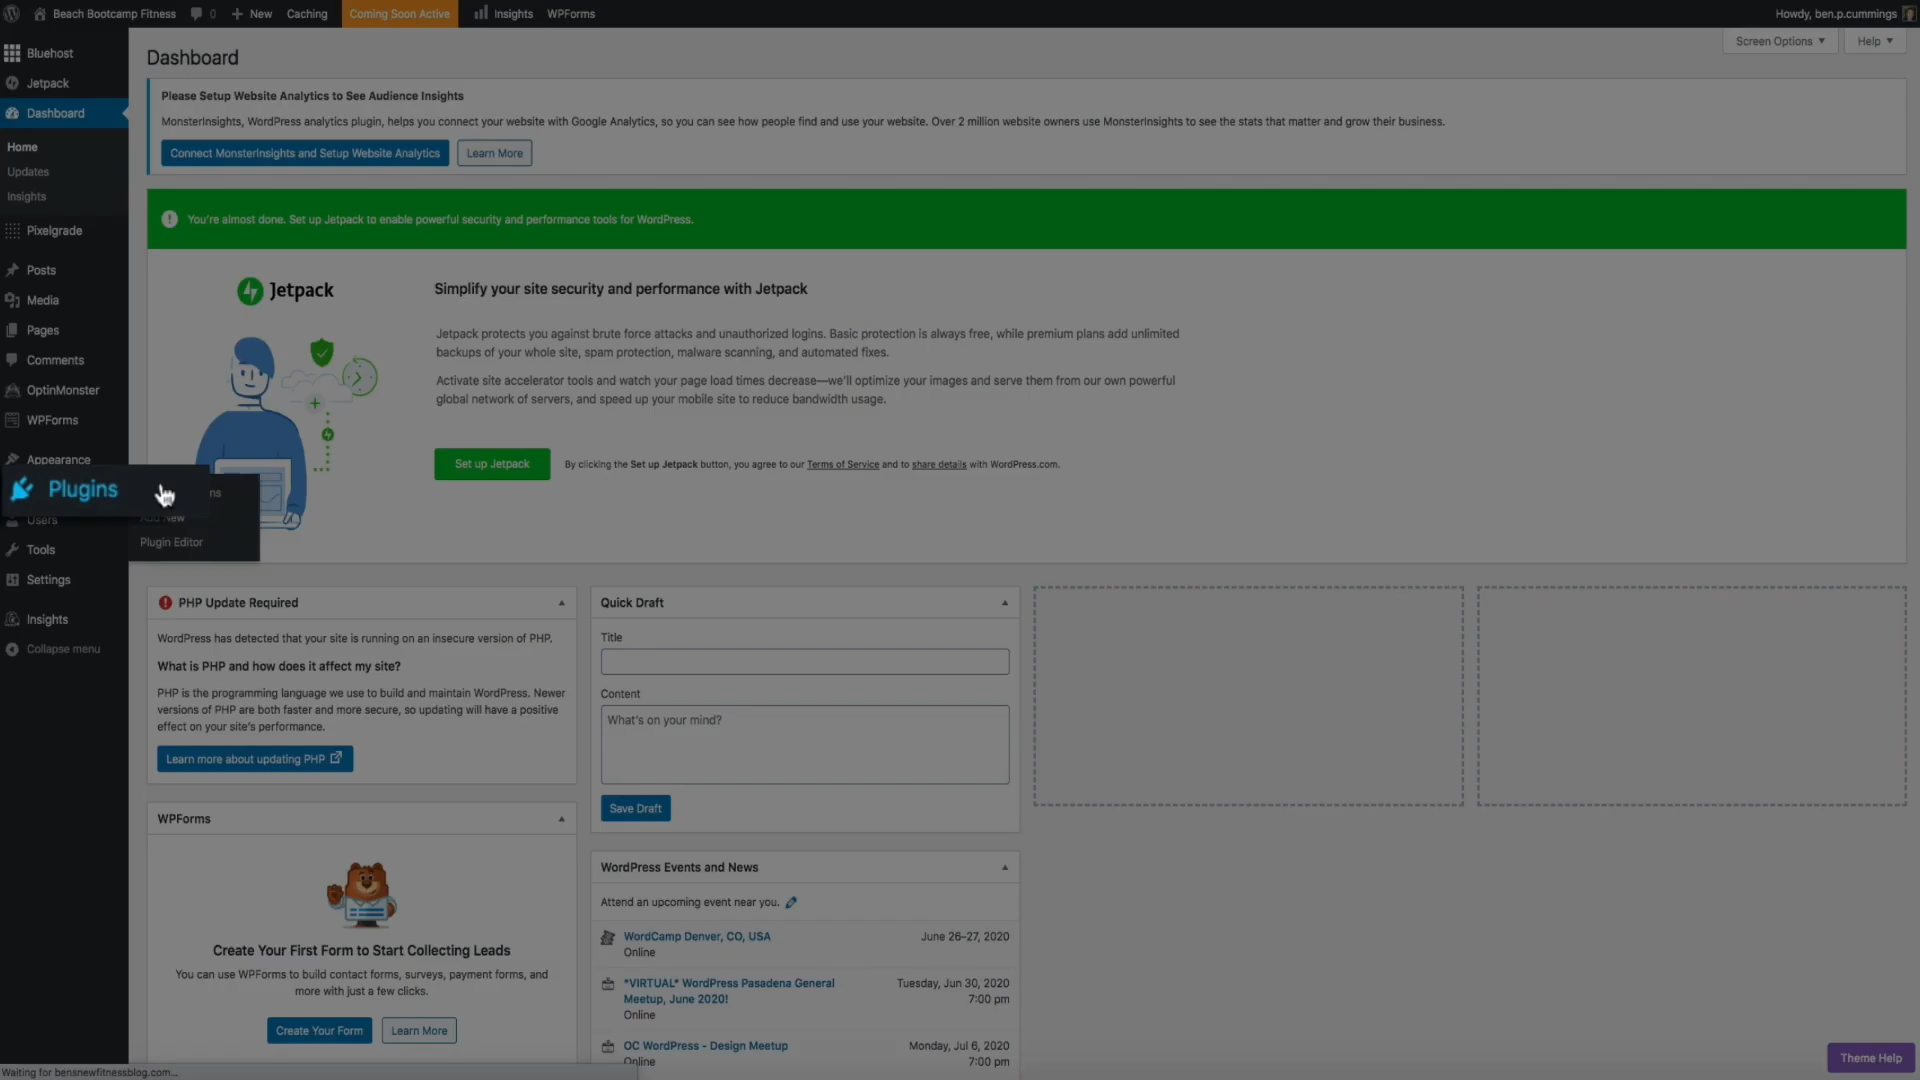 Beach Bootcamp Fitness 0 New Caching Coming Soon Active Insights WPForms Howdy, ben.p.cummings
Screen Options Help
Bluehost
Jetpack
Dashboard
Home
Updates
Insights
Pixelgrade
Posts
Media
Pages
Comments
OptinMonster
WPForms
Appearance
Plugins
Add New
Plugin Editor
Users
Tools
Settings
Insights
Collapse menu
Dashboard
Please Setup Website Analytics to See Audience Insights
MonsterInsights, WordPress analytics plugin, helps you connect your website with Google Analytics, so you can see how people find and use your website. Over 2 million website owners use MonsterInsights to see the stats that matter and grow their business.
Connect MonsterInsights and Setup Website Analytics Learn More
You're almost done. Set up Jetpack to enable powerful security and performance tools for WordPress.
Jetpack
Simplify your site security and performance with Jetpack
Jetpack protects you against brute force attacks and unauthorized logins. Basic protection is always free, while premium plans add unlimited
backups of your whole site, spam protection, malware scanning, and automated fixes.
Activate site accelerator tools and watch your page load times decrease—we'll optimize your images and serve them from our own powerful
global network of servers, and speed up your mobile site to reduce bandwidth usage.
Set up Jetpack By clicking the Set up Jetpack button, you agree to our Terms of Service and to share details with WordPress.com.
PHP Update Required
WordPress has detected that your site is running on an insecure version of PHP.
What is PHP and how does it affect my site?
PHP is the programming language we use to build and maintain WordPress. Newer
versions of PHP are both faster and more secure, so updating will have a positive
effect on your site's performance.
Learn more about updating PHP
WPForms
Create Your First Form to Start Collecting Leads
You can use WPForms to build contact forms, surveys, payment forms, and
more with just a few clicks.
Create Your Form Learn More
Quick Draft
Title
Content
What's on your mind?
Save Draft
WordPress Events and News
Attend an upcoming event near you.
WordCamp Denver, CO, USA June 26–27, 2020
Online
*VIRTUAL* WordPress Pasadena General Tuesday, Jun 30, 2020
Meetup, June 2020! 7:00 pm
Online
OC WordPress - Design Meetup Monday, Jul 6, 2020
Online 7:00 pm
Theme Help
Waiting for bensnewfitnessblog.com...